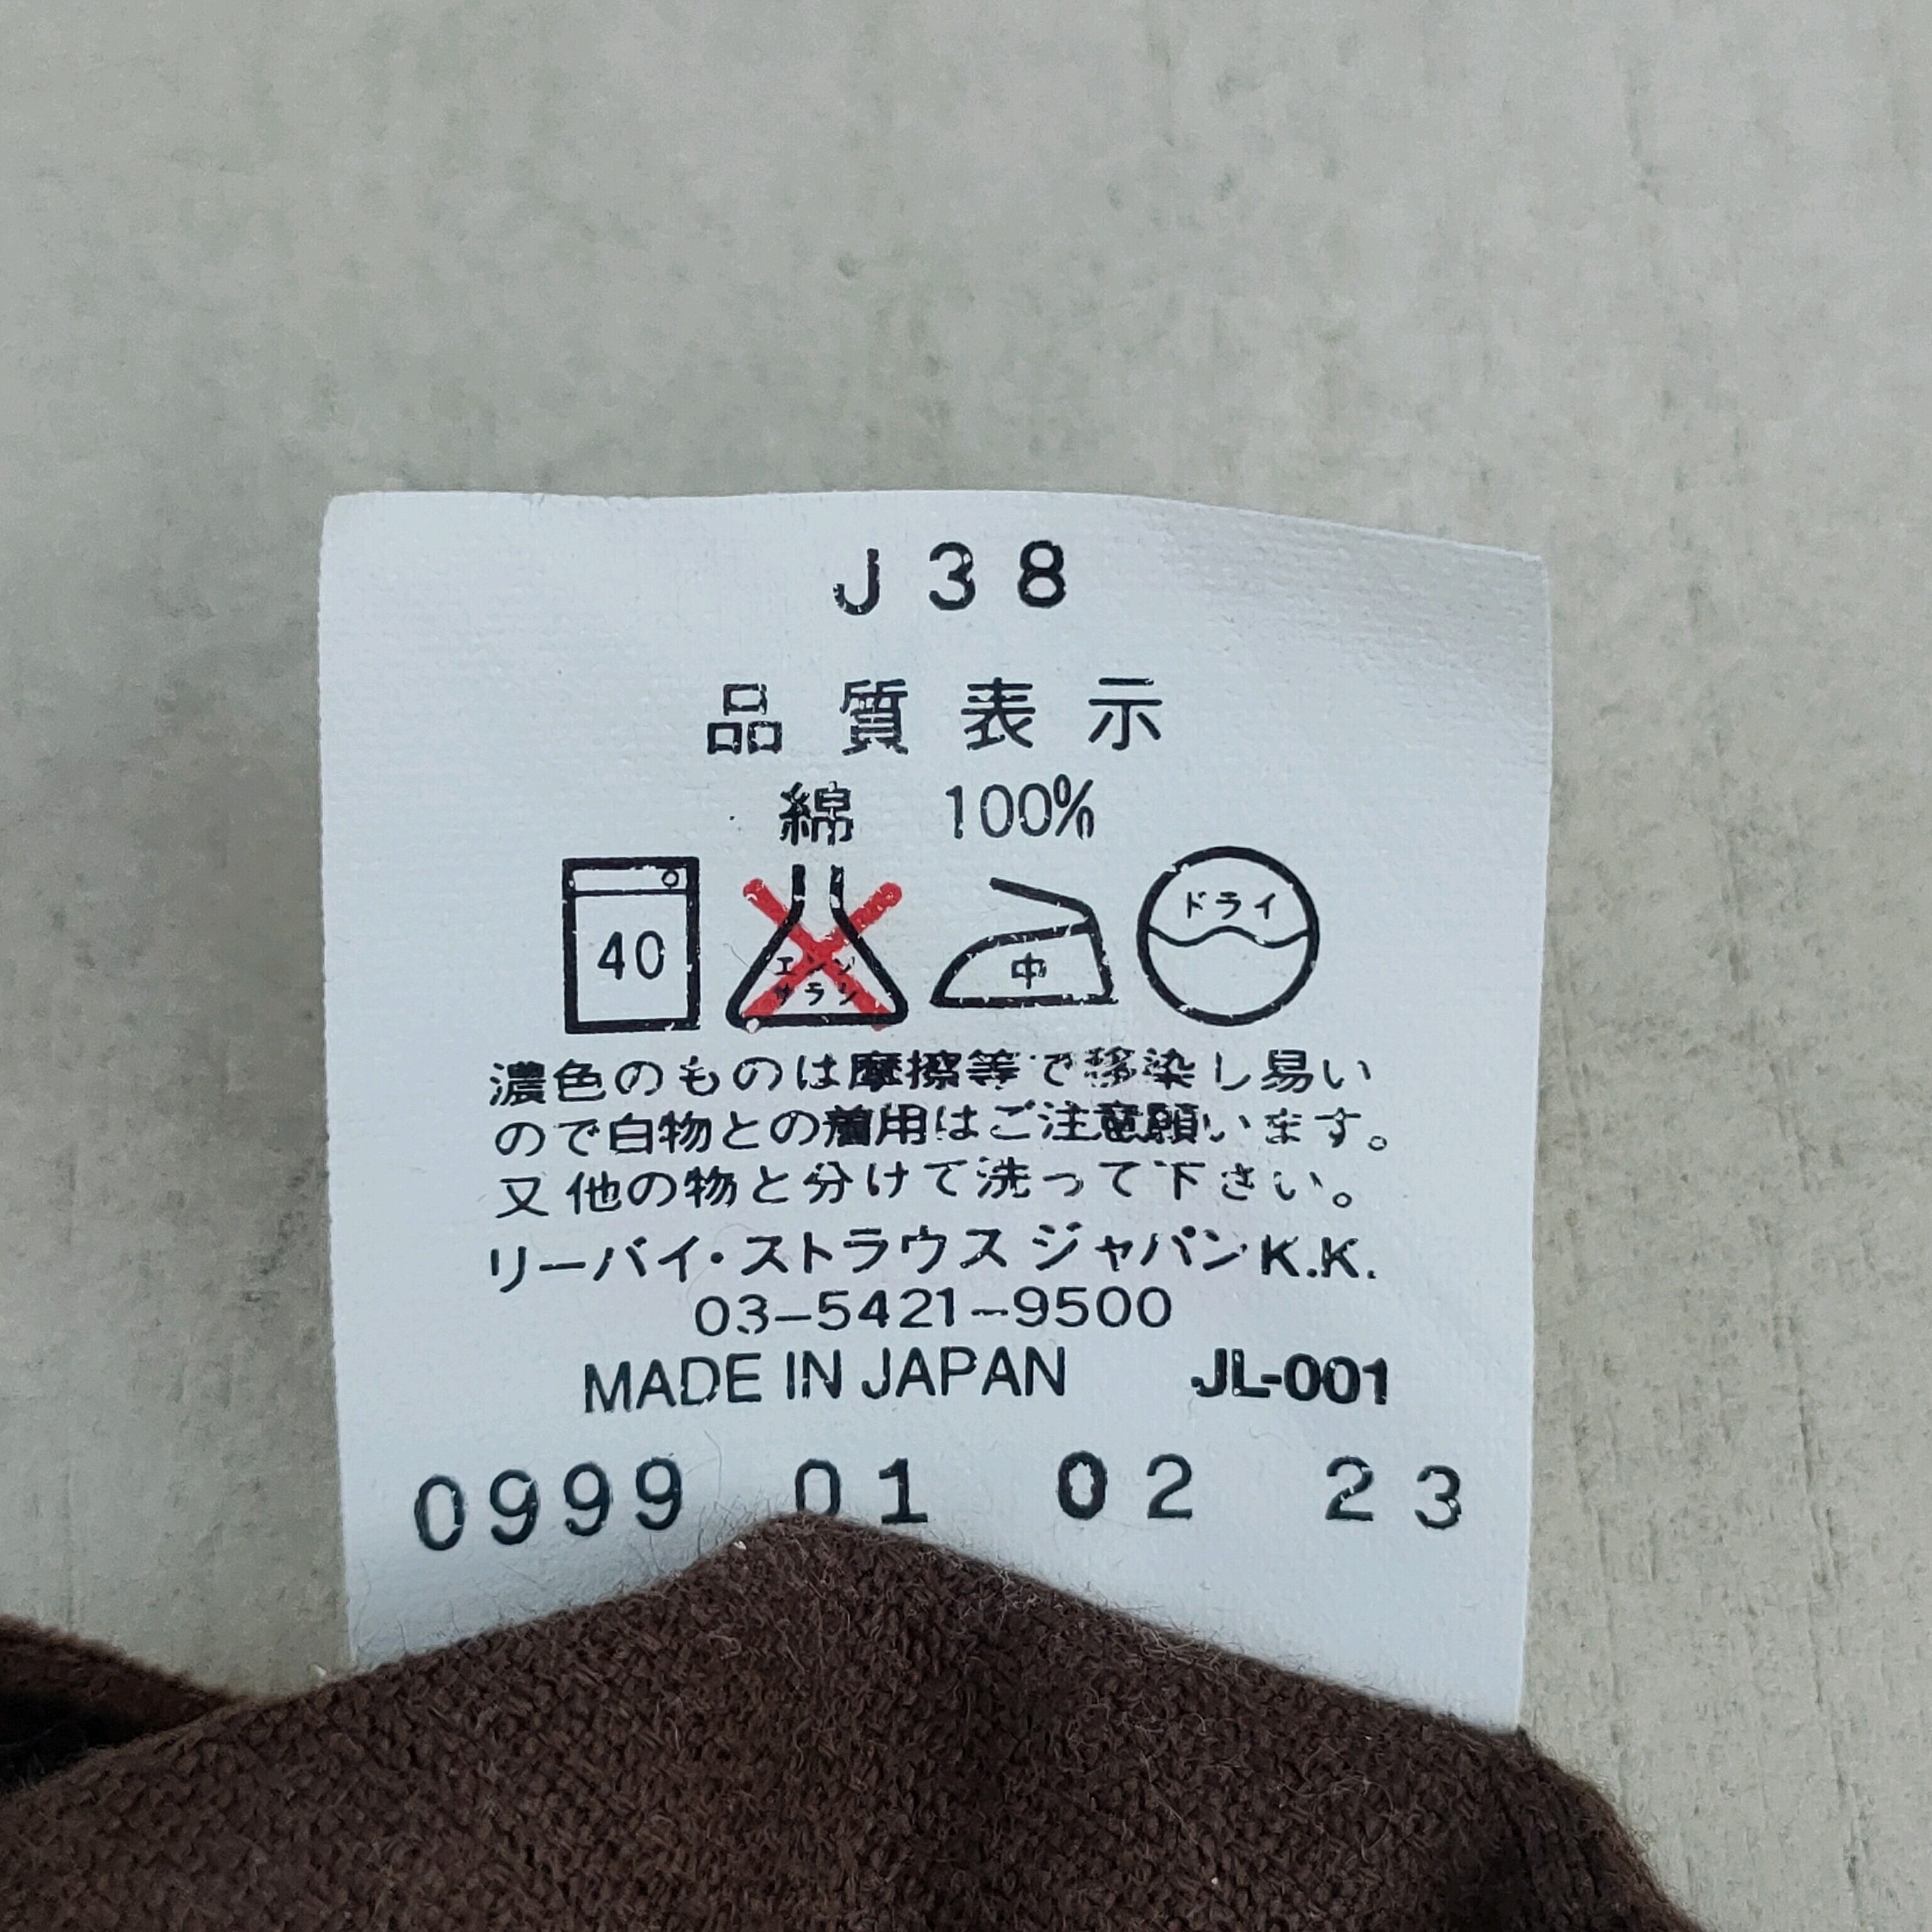 J38
品質表示
綿 100%
40 エンソ サラシ 中 ドライ
濃色のものは摩擦等で移染し易い
ので白物との着用はご注意願います。
又他の物と分けて洗って下さい。
リーバイ・ストラウス ジャパンK.K.
03-5421-9500
MADE IN JAPAN JL-001
0999 01 02 23